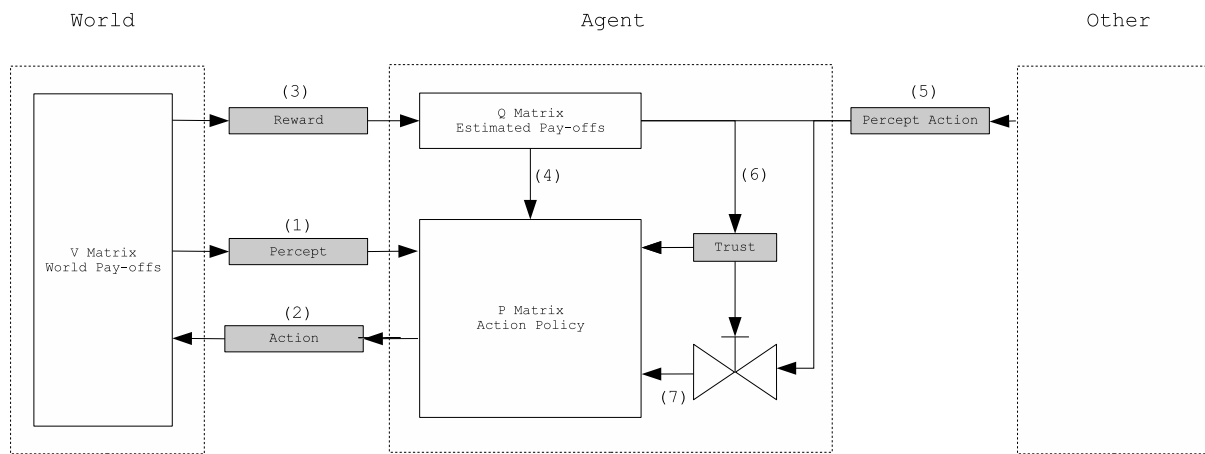 World
Agent
Other
(3)
Reward
Q Matrix
Estimated Pay-offs
(5)
Percept Action
(4)
(6)
(1)
Percept
Trust
V Matrix
World Pay-offs
(2)
Action
P Matrix
Action Policy
(7)